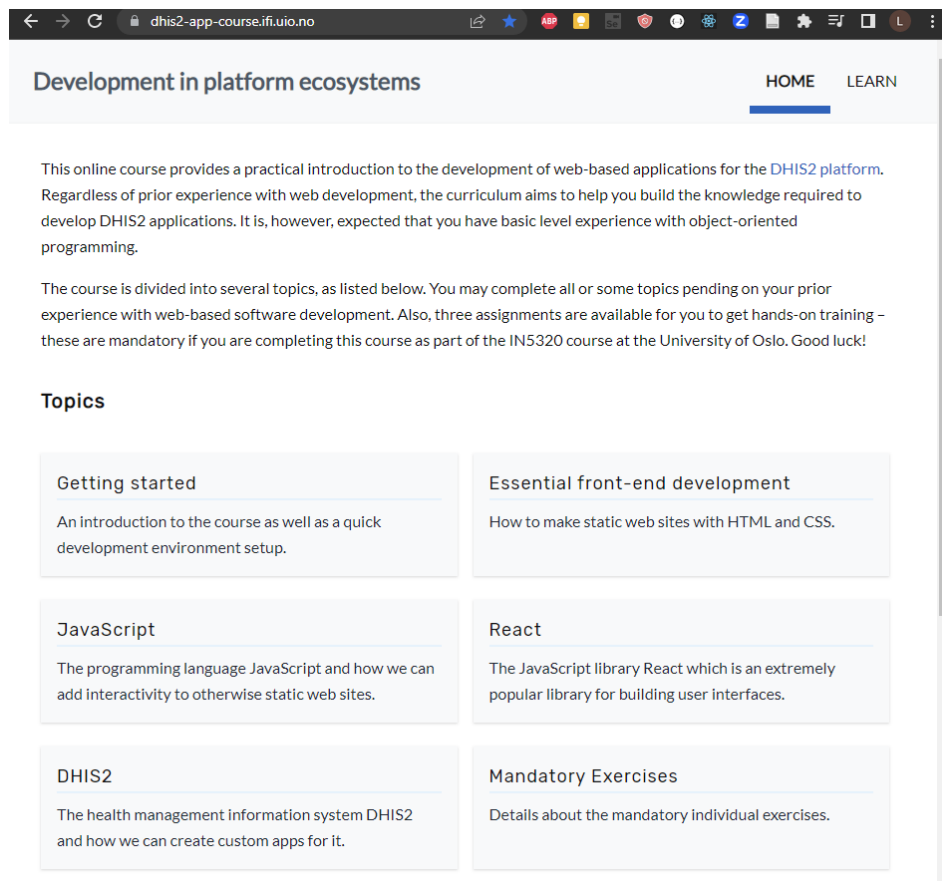 dhis2-app-course.ifi.uio.no
ABP
Se
Z
L
Development in platform ecosystems
HOME
LEARN
This online course provides a practical introduction to the development of web-based applications for the DHIS2 platform.
Regardless of prior experience with web development, the curriculum aims to help you build the knowledge required to
develop DHIS2 applications. It is, however, expected that you have basic level experience with object-oriented
programming.
The course is divided into several topics, as listed below. You may complete all or some topics pending on your prior
experience with web-based software development. Also, three assignments are available for you to get hands-on training –
these are mandatory if you are completing this course as part of the IN5320 course at the University of Oslo. Good luck!
Topics
Getting started
An introduction to the course as well as a quick
development environment setup.
Essential front-end development
How to make static web sites with HTML and CSS.
JavaScript
The programming language JavaScript and how we can
add interactivity to otherwise static web sites.
React
The JavaScript library React which is an extremely
popular library for building user interfaces.
DHIS2
The health management information system DHIS2
and how we can create custom apps for it.
Mandatory Exercises
Details about the mandatory individual exercises.